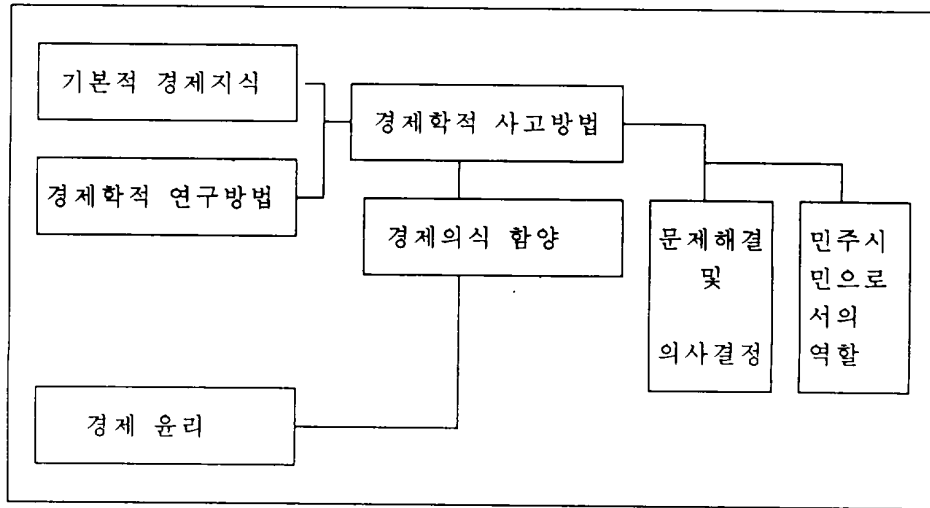 기본적 경제지식
경제학적 사고방법
경제학적 연구방법
경제의식 함양
문제해결
및
의사결정
민주시
민으로
서의
역할
경제 윤리